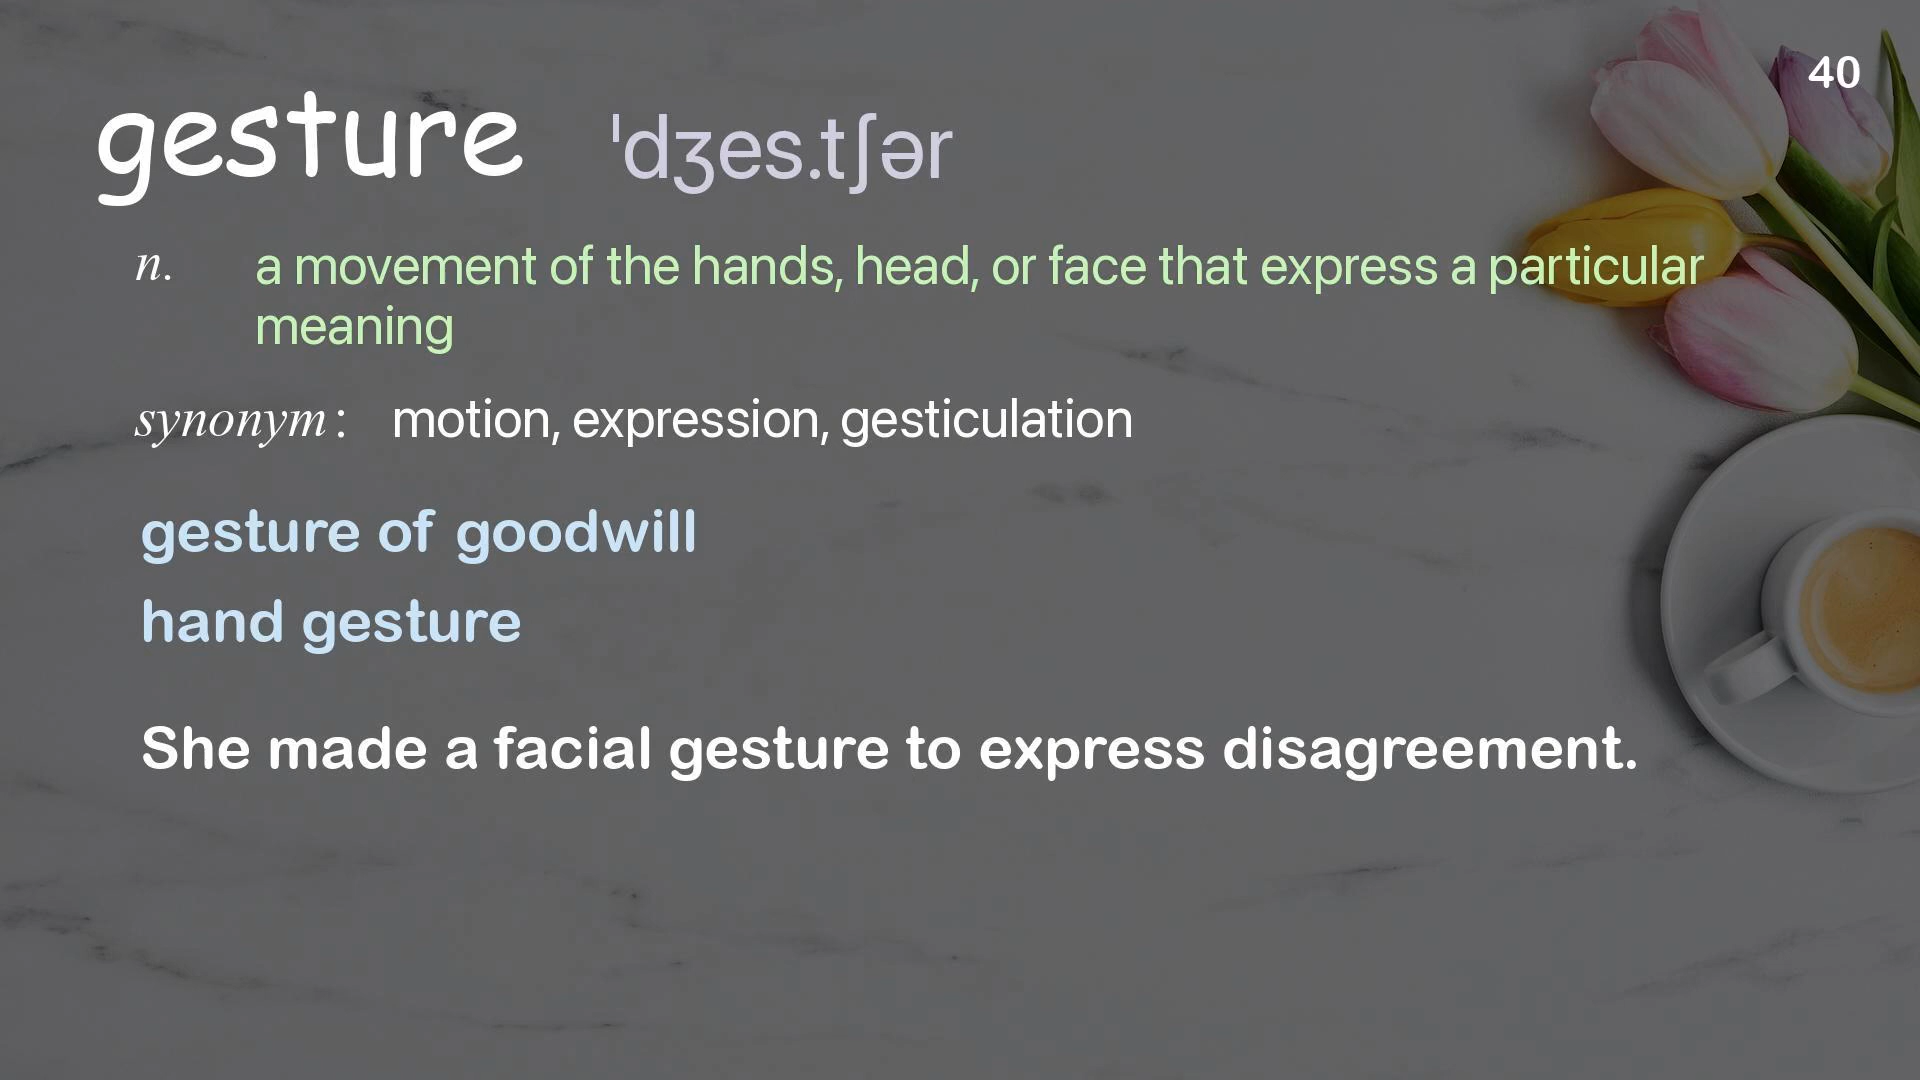 40
gesture ˈdʒes.tʃər
n. a movement of the hands, head, or face that express a particular
meaning
synonym: motion, expression, gesticulation
gesture of goodwill
hand gesture
She made a facial gesture to express disagreement.